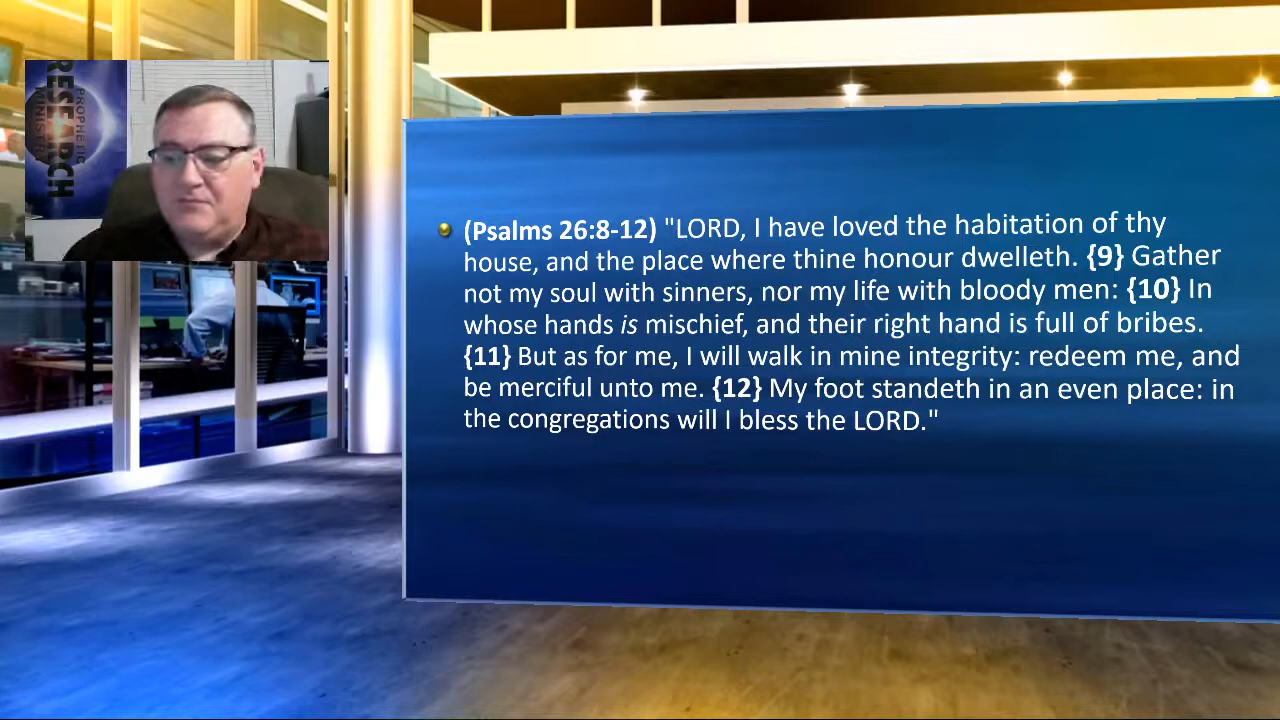 PROPHETIC
RESEARCH
MINISTRY
(Psalms 26:8-12) "LORD, I have loved the habitation of thy
house, and the place where thine honour dwelleth. {9} Gather
not my soul with sinners, nor my life with bloody men: {10} In
whose hands is mischief, and their right hand is full of bribes.
{11} But as for me, I will walk in mine integrity: redeem me, and
be merciful unto me. {12} My foot standeth in an even place: in
the congregations will I bless the LORD."